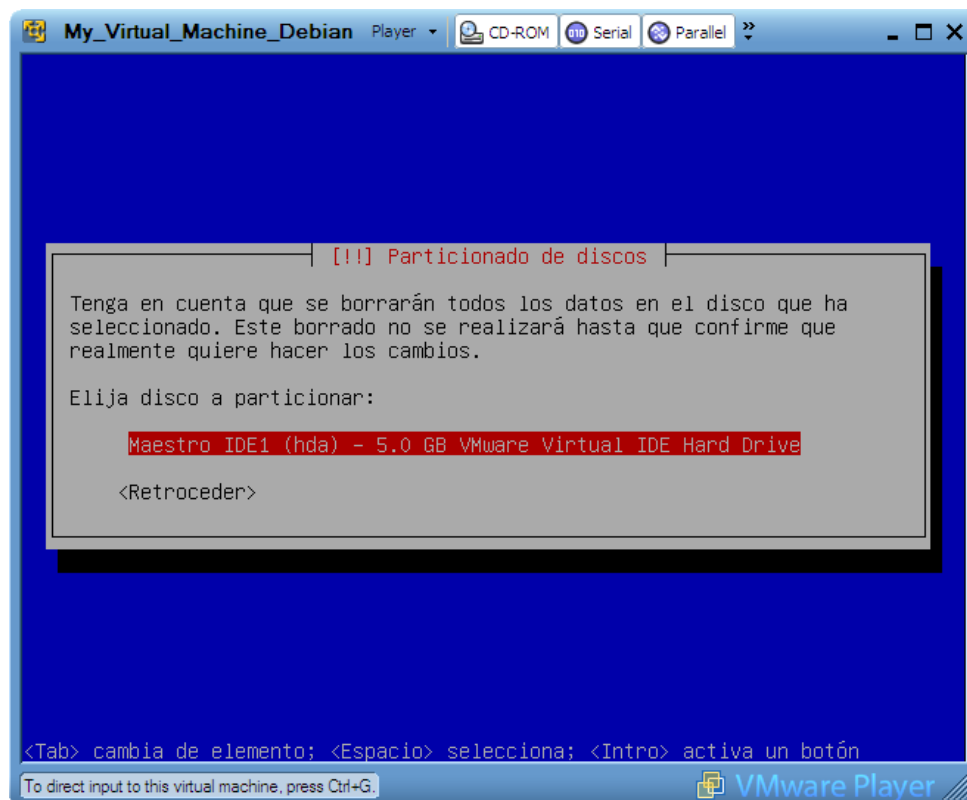 My_Virtual_Machine_Debian Player CD-ROM Serial Parallel
[!!] Particionado de discos
Tenga en cuenta que se borrarán todos los datos en el disco que ha
seleccionado. Este borrado no se realizará hasta que confirme que
realmente quiere hacer los cambios.
Elija disco a particionar:
Maestro IDE1 (hda) - 5.0 GB VMware Virtual IDE Hard Drive
<Retroceder>
<Tab> cambia de elemento; <Espacio> selecciona; <Intro> activa un botón
To direct input to this virtual machine, press Ctrl+G. VMware Player